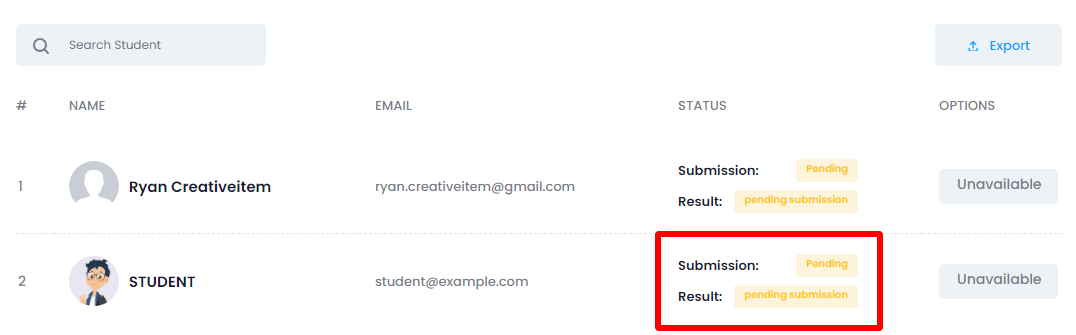 Search Student
Export
# NAME EMAIL STATUS OPTIONS
1 Ryan Creativeitem ryan.creativeitem@gmail.com Submission: Pending Unavailable
Result: pending submission
2 STUDENT student@example.com Submission: Pending Unavailable
Result: pending submission